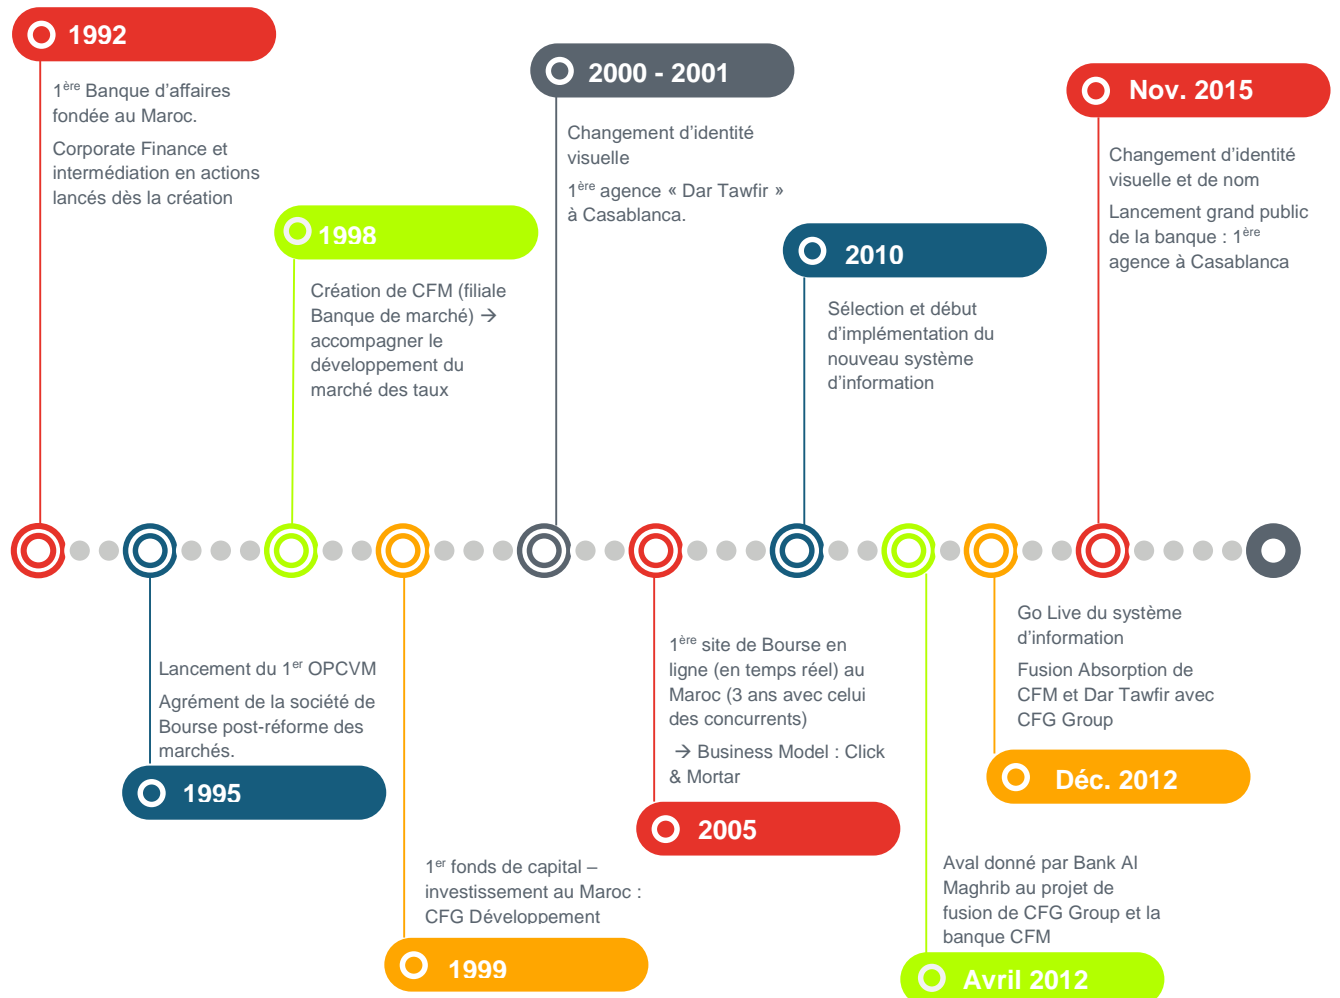 1992
1ère Banque d’affaires
fondée au Maroc.
Corporate Finance et
intermédiation en actions
lancés dès la création
Lancement du 1er OPCVM
Agrément de la société de
Bourse post-réforme des
marchés.
1995
1998
Création de CFM (filiale
Banque de marché) →
accompagner le
développement du
marché des taux
1er fonds de capital –
investissement au Maroc :
CFG Développement
1999
2000 - 2001
Changement d’identité
visuelle
1ère agence « Dar Tawfir »
à Casablanca.
1ère site de Bourse en
ligne (en temps réel) au
Maroc (3 ans avec celui
des concurrents)
→ Business Model : Click
& Mortar
2005
2010
Sélection et début
d’implémentation du
nouveau système
d’information
Aval donné par Bank Al
Maghrib au projet de
fusion de CFG Group et la
banque CFM
Avril 2012
Go Live du système
d’information
Fusion Absorption de
CFM et Dar Tawfir avec
CFG Group
Déc. 2012
Nov. 2015
Changement d’identité
visuelle et de nom
Lancement grand public
de la banque : 1ère
agence à Casablanca